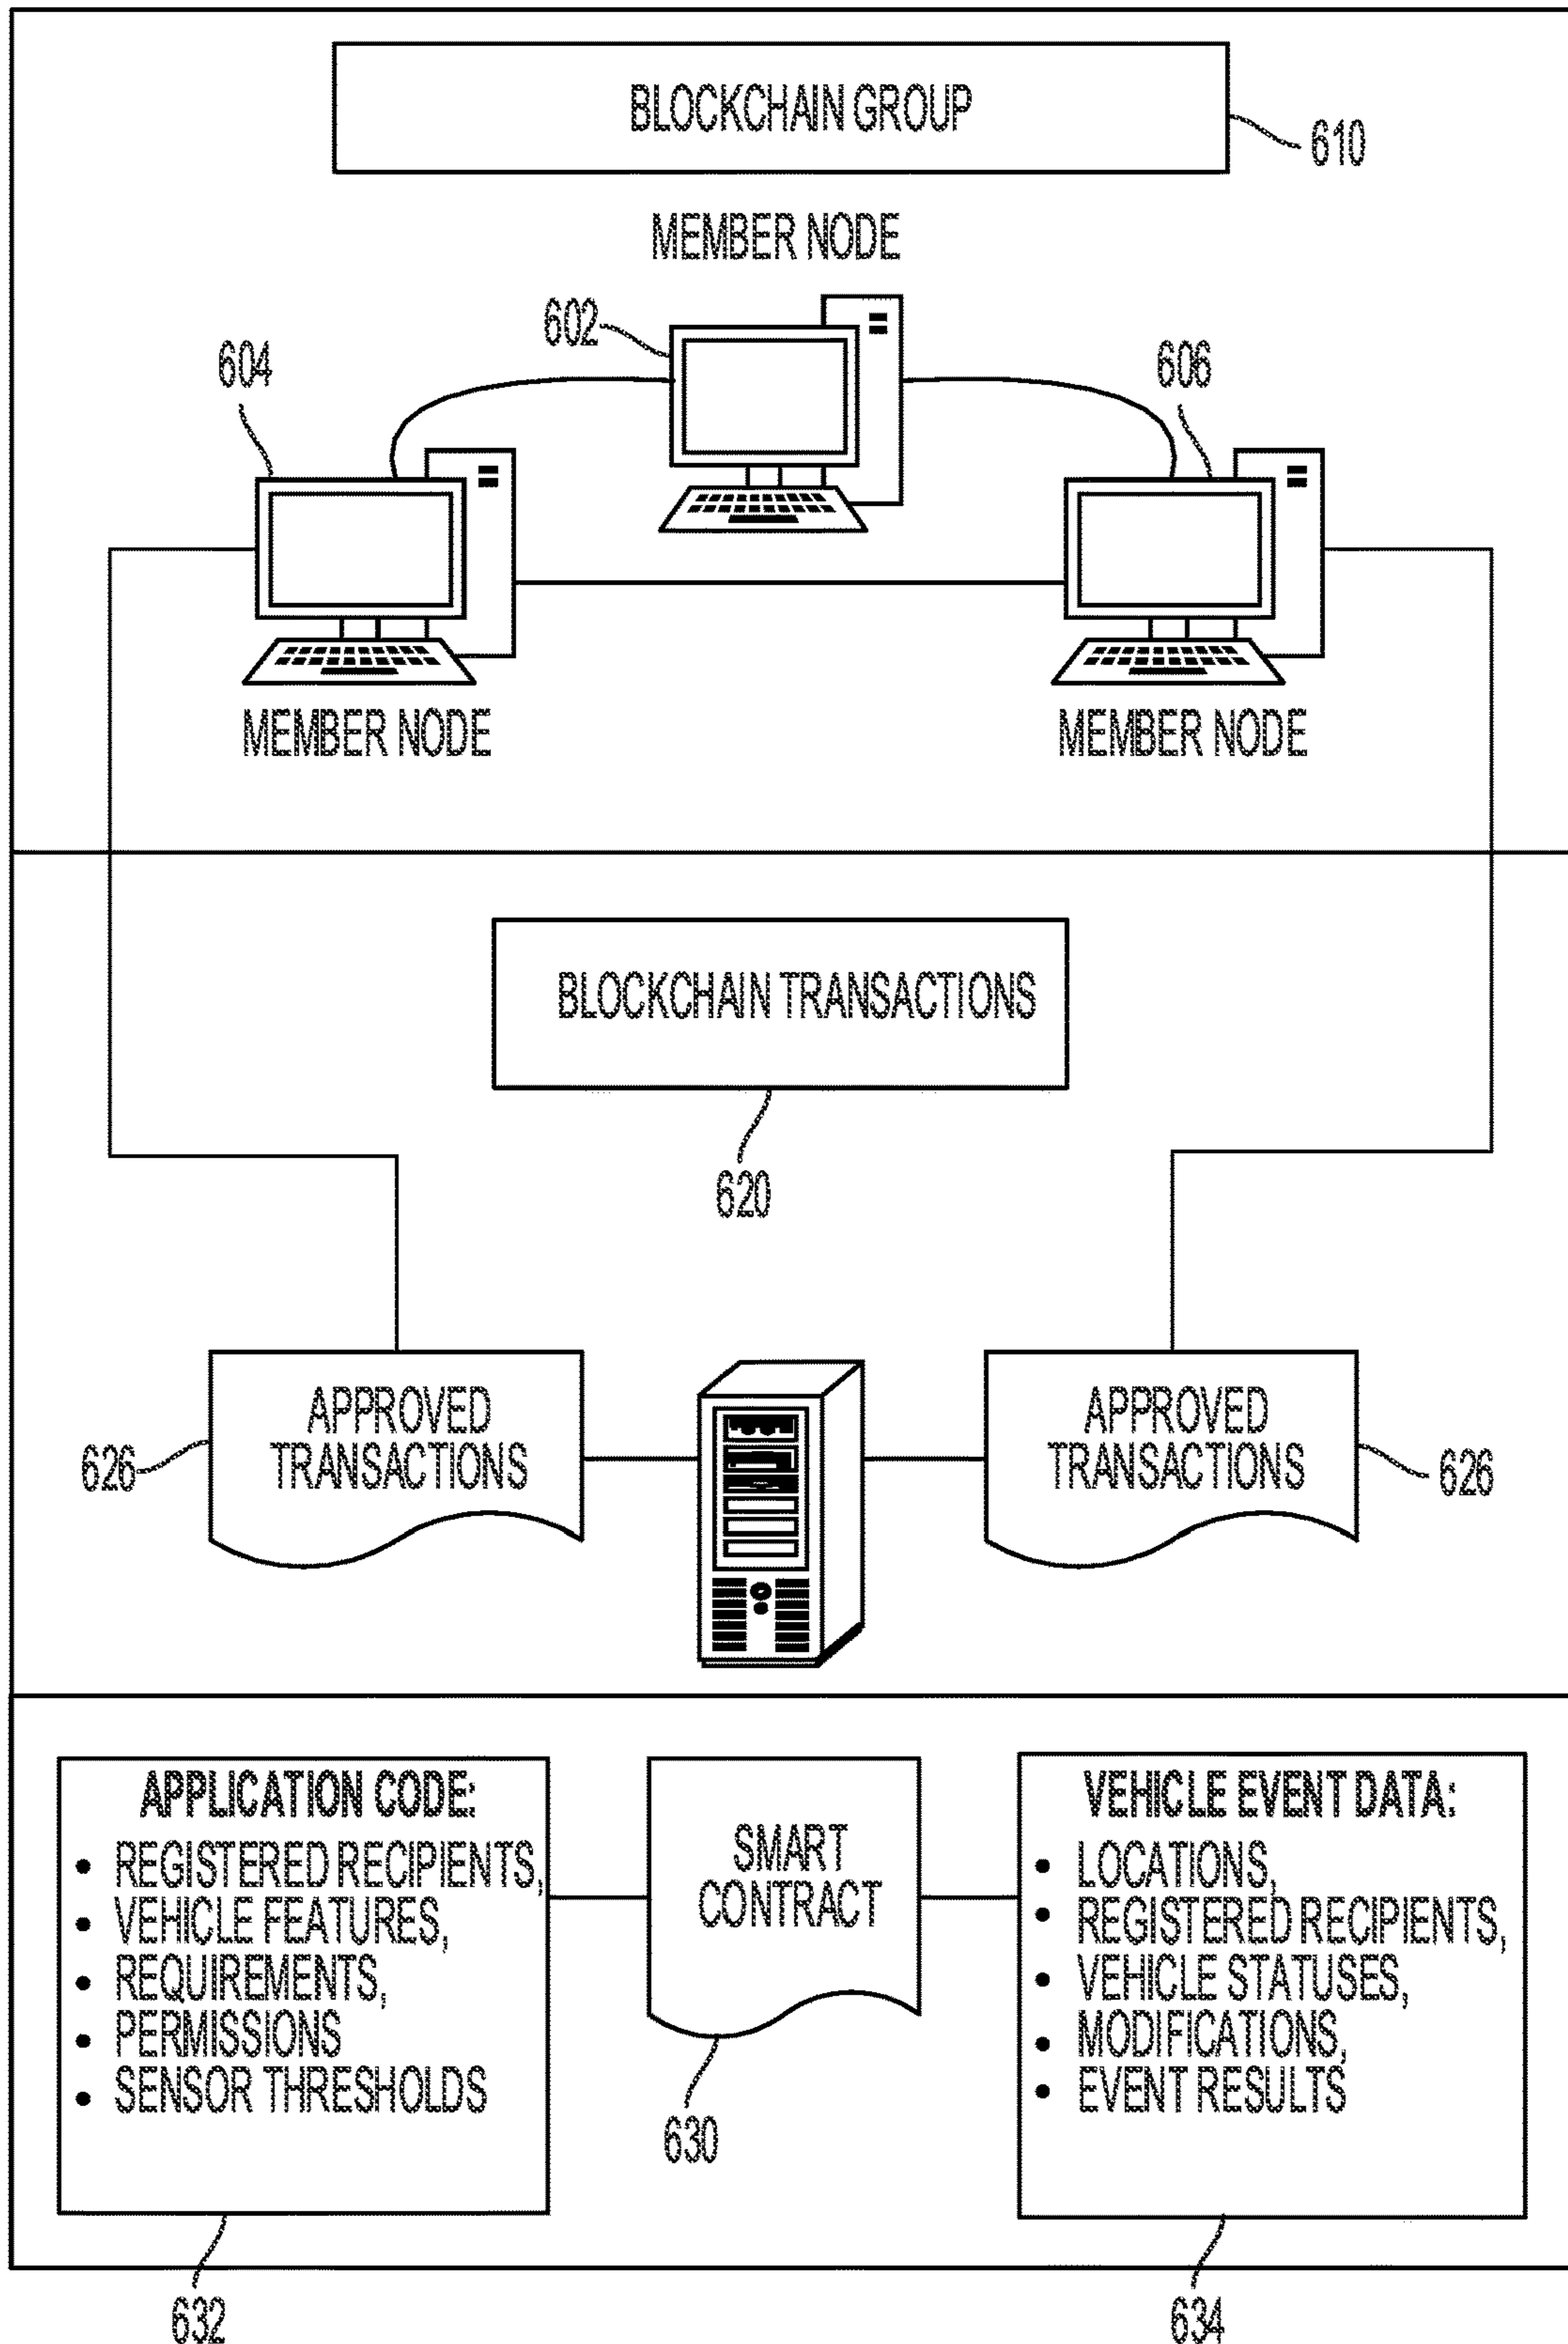 BLOCKCHAIN GROUP
610
MEMBER NODE
602
604
606
MEMBER NODE
MEMBER NODE
BLOCKCHAIN TRANSACTIONS
620
APPROVED
TRANSACTIONS
626
APPROVED
TRANSACTIONS
626
APPLICATION CODE:
• REGISTERED RECIPIENTS,
• VEHICLE FEATURES,
• REQUIREMENTS,
• PERMISSIONS
• SENSOR THRESHOLDS
632
SMART
CONTRACT
630
VEHICLE EVENT DATA:
• LOCATIONS,
• REGISTERED RECIPIENTS,
• VEHICLE STATUSES,
• MODIFICATIONS,
• EVENT RESULTS
634